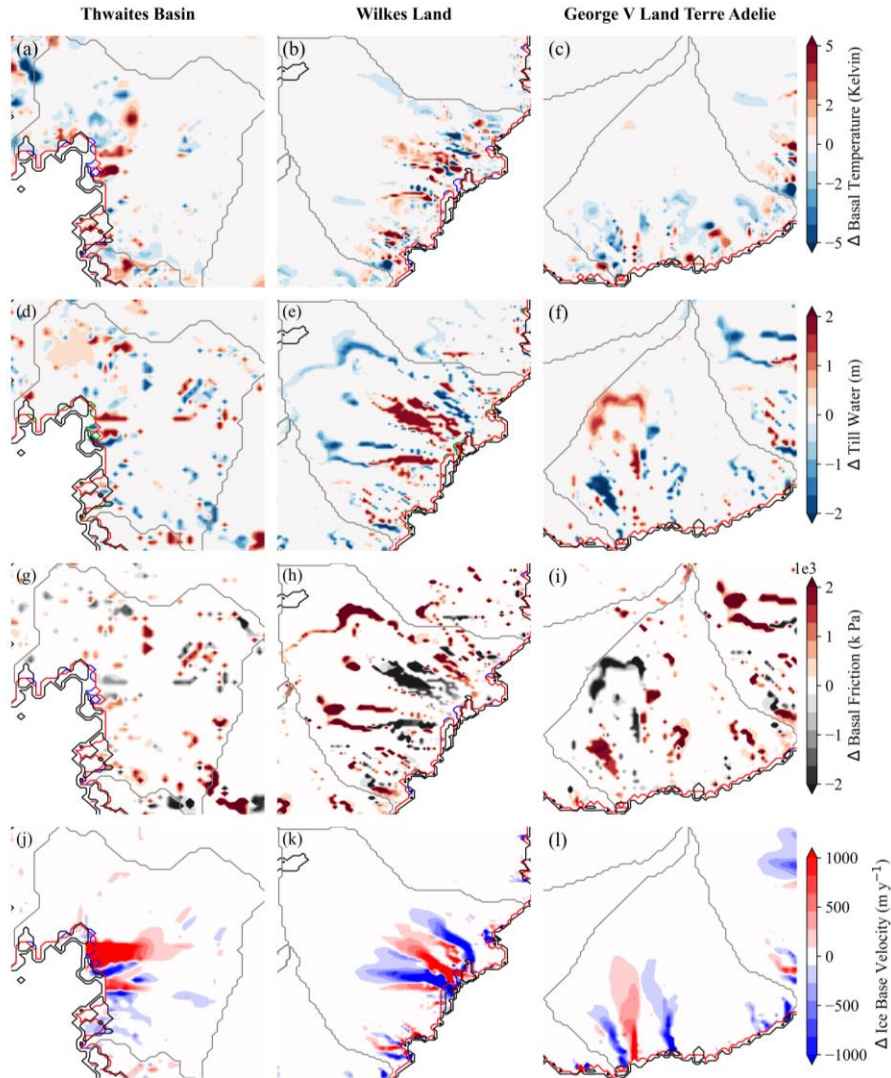 Thwaites Basin Wilkes Land George V Land Terre Adelie
(a) (b) (c)
5
2
0
−2
−5
Δ Basal Temperature (Kelvin)
(d) (e) (f)
2
1
0
−1
−2
Δ Till Water (m)
(g) (h) (i)
1e3
2
1
0
−1
−2
Δ Basal Friction (k Pa)
(j) (k) (l)
1000
500
0
−500
−1000
Δ Ice Base Velocity (m y⁻¹)